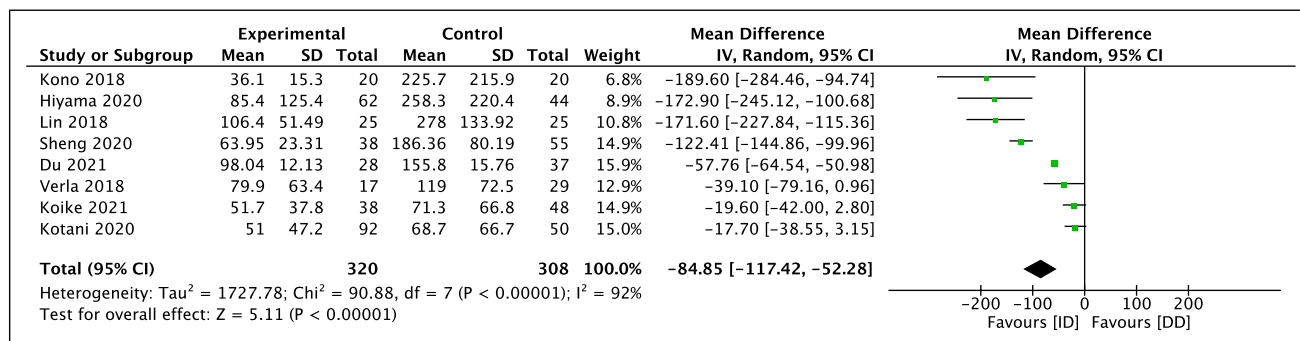 Experimental Control Mean Difference Mean Difference
Study or Subgroup Mean SD Total Mean SD Total Weight IV, Random, 95% CI IV, Random, 95% CI
Kono 2018 36.1 15.3 20 225.7 215.9 20 6.8% −189.60 [−284.46, −94.74]
Hiyama 2020 85.4 125.4 62 258.3 220.4 44 8.9% −172.90 [−245.12, −100.68]
Lin 2018 106.4 51.49 25 278 133.92 25 10.8% −171.60 [−227.84, −115.36]
Sheng 2020 63.95 23.31 38 186.36 80.19 55 14.9% −122.41 [−144.86, −99.96]
Du 2021 98.04 12.13 28 155.8 15.76 37 15.9% −57.76 [−64.54, −50.98]
Verla 2018 79.9 63.4 17 119 72.5 29 12.9% −39.10 [−79.16, 0.96]
Koike 2021 51.7 37.8 38 71.3 66.8 48 14.9% −19.60 [−42.00, 2.80]
Kotani 2020 51 47.2 92 68.7 66.7 50 15.0% −17.70 [−38.55, 3.15]
Total (95% CI) 320 308 100.0% −84.85 [−117.42, −52.28]
Heterogeneity: Tau² = 1727.78; Chi² = 90.88, df = 7 (P < 0.00001); I² = 92%
Test for overall effect: Z = 5.11 (P < 0.00001)
−200 −100 0 100 200
Favours [ID] Favours [DD]